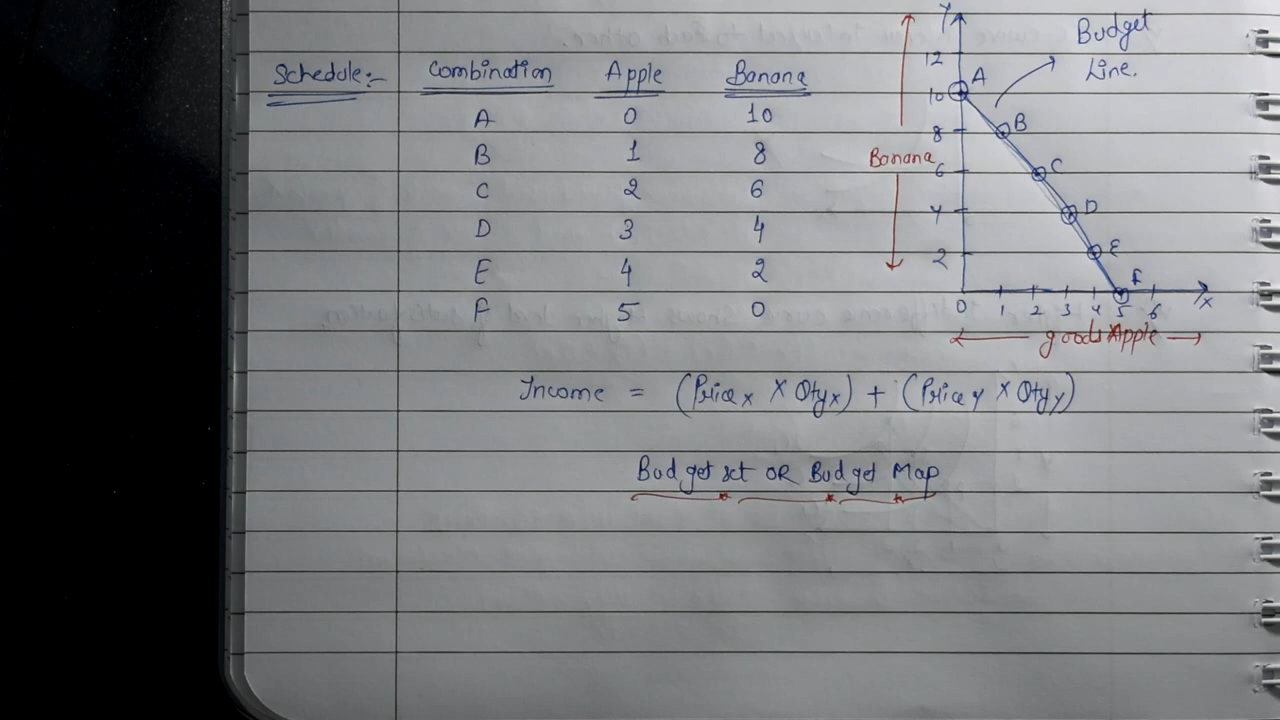 Schedule:- Combination Apple Banana
A 0 10
B 1 8
C 2 6
D 3 4
E 4 2
F 5 0
Y
Budget
Line.
12
10 A
8 B
Banana 6 C
4 D
2 E
F
0 1 2 3 4 5 6 X
goods Apple
Income = (Price x X Qty x) + (Price y X Qty y)
Budget set OR Budget Map